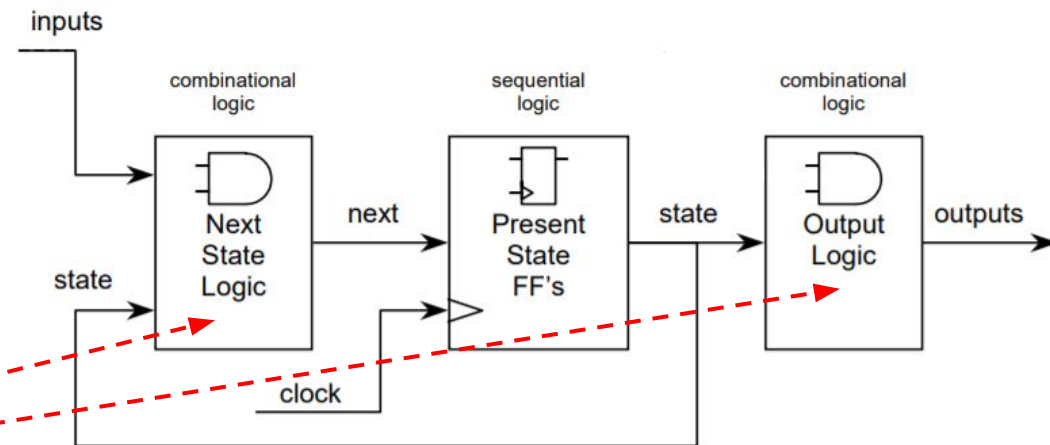 inputs
combinational
logic
sequential
logic
combinational
logic
Next
State
Logic
next
Present
State
FF's
state
Output
Logic
outputs
state
clock